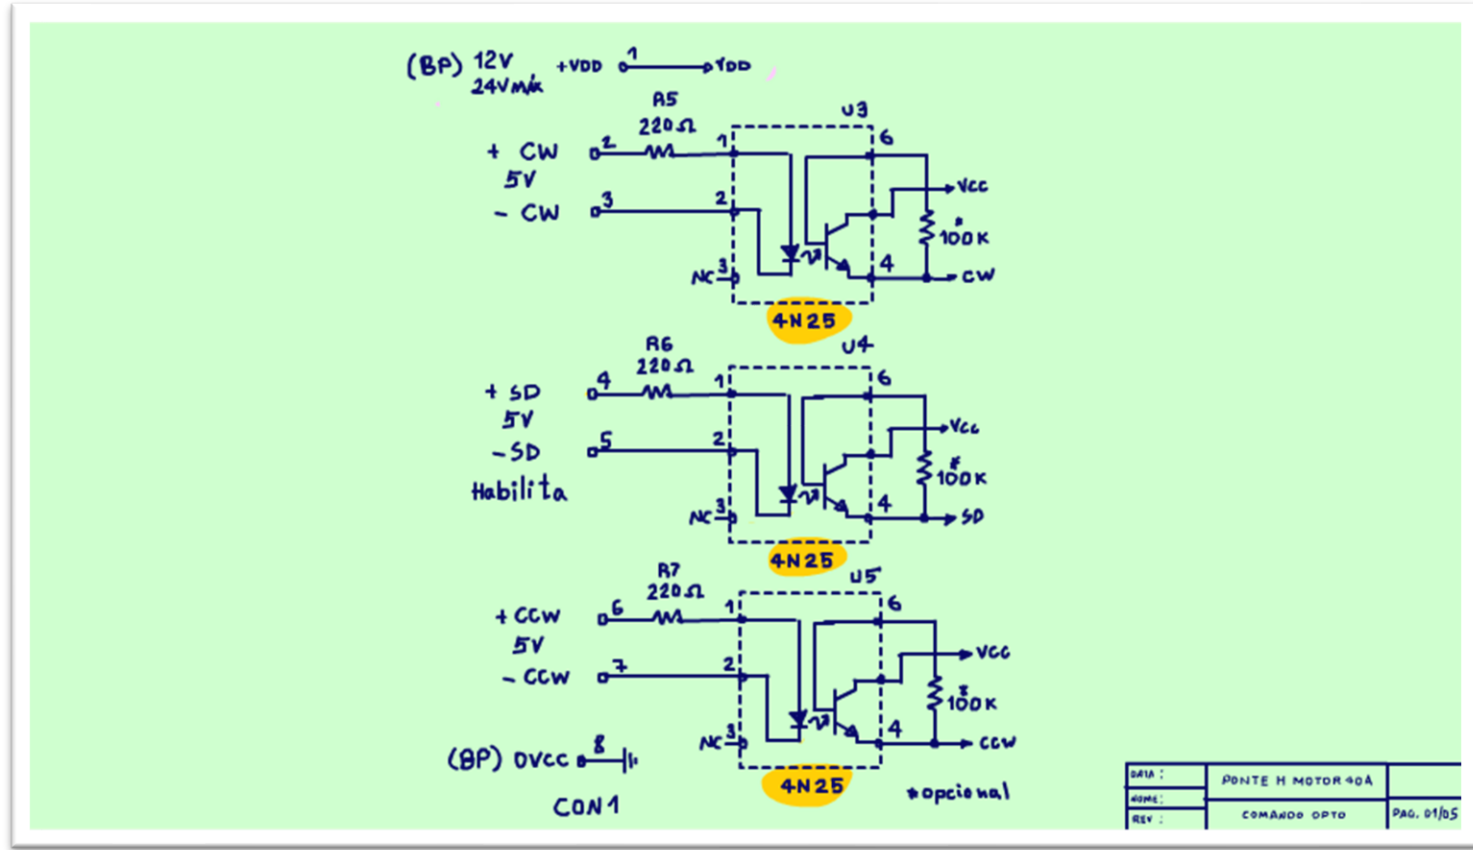 (BP) 12V +VDD 1 VDD
24V Máx
R5
220Ω
U3
+ CW 2 1 6
5V
VCC
- CW 3 2
*
100K
NC 3 4 CW
4N25
R6
220Ω
U4
+ SD 4 1 6
5V
VCC
- SD 5 2
*
100K
Habilita
NC 3 4 SD
4N25
R7
220Ω
U5
+ CCW 6 1 6
5V
VCC
- CCW 7 2
*
100K
NC 3 4 CCW
(BP) 0VCC 8
4N25
CON1
*opcional
DATA :
PONTE H MOTOR 40A
NOME:
REV :
COMANDO OPTO
PAG. 01/05